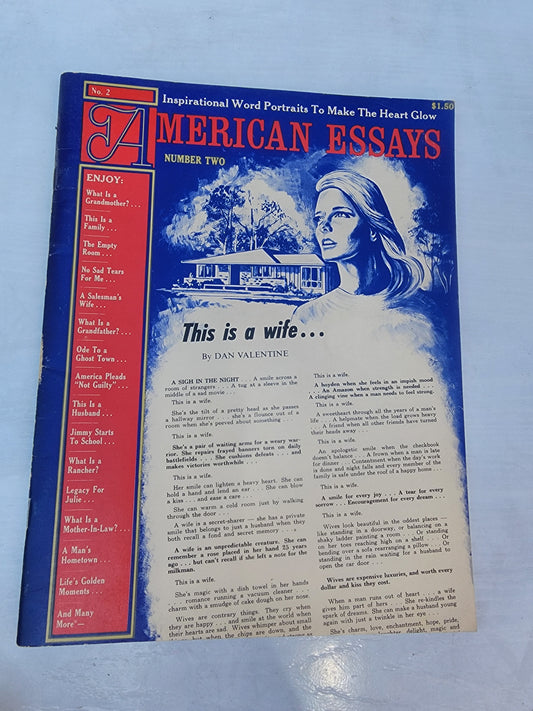 No. 2
Inspirational Word Portraits To Make The Heart Glow
$1.50
AMERICAN ESSAYS
NUMBER TWO
ENJOY:
What Is a
Grandmother? . . .
This Is a
Family . . .
The Empty
Room . . .
No Sad Tears
For Me . . .
A Salesman's
Wife . . .
What Is a
Grandfather? . . .
Ode To a
Ghost Town . . .
America Pleads
"Not Guilty" . . .
This Is a
Husband . . .
Jimmy Starts
To School . . .
What Is a
Rancher?
Legacy For
Julie . . .
What Is a
Mother-In-Law? . . .
A Man's
Hometown . . .
Life's Golden
Moments . . .
And Many
More"—
This is a wife...
By DAN VALENTINE
A SIGH IN THE NIGHT . . . A smile across a
room of strangers . . . A tug at a sleeve in the
middle of a sad movie . . .
This is a wife.
She's the tilt of a pretty head as she passes
a hallway mirror . . . she's a flounce out of a
room when she's peeved about something . . .
This is a wife.
She's a pair of waiting arms for a weary war-
rior. She repairs frayed banners torn on daily
battlefields . . . She cushions defeats . . . and
makes victories worthwhile . . .
This is a wife.
Her smile can lighten a heavy heart. She can
hold a hand and lend an ear . . . She can blow
a kiss . . . and ease a care . . .
She can warm a cold room just by walking
through the door . . .
A wife is a secret-sharer — she has a private
smile that belongs to just a husband when they
both recall a fond and secret memory . . .
A wife is an unpredictable creature. She can
remember a rose placed in her hand 25 years
ago . . . but can't recall if she left a note for the
milkman.
This is a wife.
She's magic with a dish towel in her hands
. . . romance running a vacuum cleaner . . .
charm with a smudge of cake dough on her nose.
Wives are contrary things. They cry when
they are happy . . . and smile at the world when
their hearts are sad. Wives whimper about small
but when the chips are down, and the
This is a wife.
A hoyden when she feels in an impish mood
. . . An Amazon when strength is needed . . .
A clinging vine when a man needs to feel strong.
This is a wife.
A sweetheart through all the years of a man's
life . . . A helpmate when the load grows heavy
. . . A friend when all other friends have turned
their heads away . . .
This is a wife.
An apologetic smile when the checkbook
doesn't balance . . . A frown when a man is late
for dinner . . . Contentment when the day's work
is done and night falls and every member of the
family is safe under the roof of a happy home . . .
This is a wife.
A smile for every joy . . . A tear for every
sorrow . . . Encouragement for every dream . . .
This is a wife.
Wives look beautiful in the oddest places —
like standing in a doorway, or balancing on a
shaky ladder painting a room . . . Or standing
on her toes reaching high on a shelf . . . Or
bending over a sofa rearranging a pillow . . . Or
standing in the rain waiting for a husband to
open the car door . . .
Wives are expensive luxuries, and worth every
dollar and kiss they cost.
When a man runs out of heart . . . a wife
gives him part of hers . . . She re-kindles the
spark of dreams. She can make a husband young
again with just a twinkle in her eye . . .
She's charm, love, enchantment, hope, pride,
laughter, delight, magic and